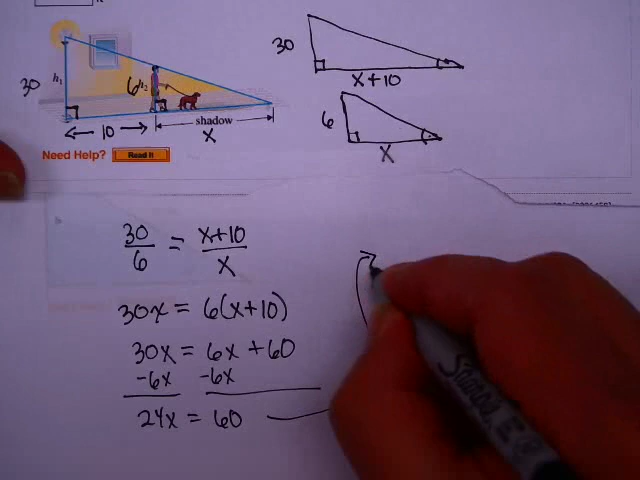 30 h₁ 6 h₂
← 10 → shadow
x
Need Help? Read It
30
x+10
6
x
30/6 = x+10/x
30x = 6(x+10)
30x = 6x + 60
-6x -6x
24x = 60